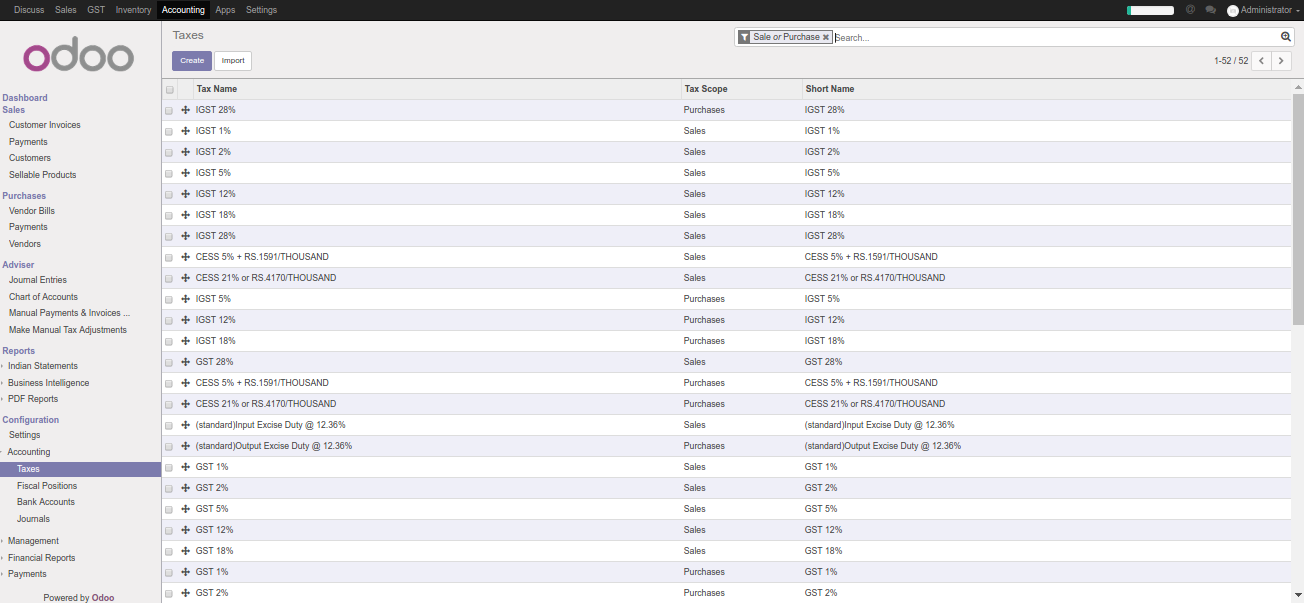 Discuss Sales GST Inventory Accounting Apps Settings @ Administrator
odoo
Taxes
Sale or Purchase × Search...
Create Import
1-52 / 52
Dashboard
Sales
Customer Invoices
Payments
Customers
Sellable Products
Purchases
Vendor Bills
Payments
Vendors
Adviser
Journal Entries
Chart of Accounts
Manual Payments & Invoices ...
Make Manual Tax Adjustments
Reports
Indian Statements
Business Intelligence
PDF Reports
Configuration
Settings
Accounting
Taxes
Fiscal Positions
Bank Accounts
Journals
Management
Financial Reports
Payments
Powered by Odoo
Tax Name Tax Scope Short Name
IGST 28% Purchases IGST 28%
IGST 1% Sales IGST 1%
IGST 2% Sales IGST 2%
IGST 5% Sales IGST 5%
IGST 12% Sales IGST 12%
IGST 18% Sales IGST 18%
IGST 28% Sales IGST 28%
CESS 5% + RS.1591/THOUSAND Sales CESS 5% + RS.1591/THOUSAND
CESS 21% or RS.4170/THOUSAND Sales CESS 21% or RS.4170/THOUSAND
IGST 5% Purchases IGST 5%
IGST 12% Purchases IGST 12%
IGST 18% Purchases IGST 18%
GST 28% Sales GST 28%
CESS 5% + RS.1591/THOUSAND Purchases CESS 5% + RS.1591/THOUSAND
CESS 21% or RS.4170/THOUSAND Purchases CESS 21% or RS.4170/THOUSAND
(standard)Input Excise Duty @ 12.36% Sales (standard)Input Excise Duty @ 12.36%
(standard)Output Excise Duty @ 12.36% Purchases (standard)Output Excise Duty @ 12.36%
GST 1% Sales GST 1%
GST 2% Sales GST 2%
GST 5% Sales GST 5%
GST 12% Sales GST 12%
GST 18% Sales GST 18%
GST 1% Purchases GST 1%
GST 2% Purchases GST 2%